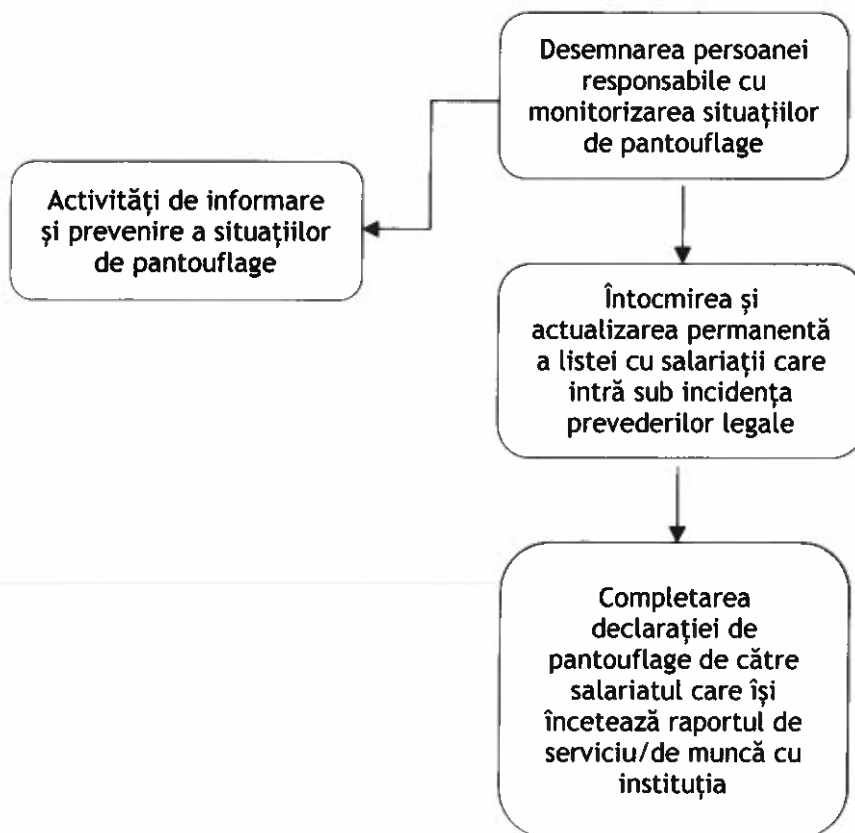 Desemnarea persoanei
responsabile cu
monitorizarea situațiilor
de pantouflage
Activități de informare
și prevenire a situațiilor
de pantouflage
Întocmirea și
actualizarea permanentă
a listei cu salariații care
intră sub incidența
prevederilor legale
Completarea
declarației de
pantouflage de către
salariatul care își
încetează raportul de
serviciu/de muncă cu
instituția